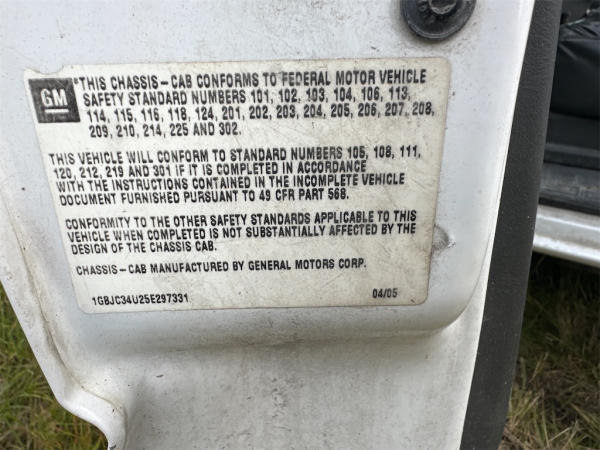 GM
*THIS CHASSIS-CAB CONFORMS TO FEDERAL MOTOR VEHICLE
SAFETY STANDARD NUMBERS 101, 102, 103, 104, 106, 113,
114, 115, 116, 118, 124, 201, 202, 203, 204, 205, 206, 207, 208,
209, 210, 214, 225 AND 302.
THIS VEHICLE WILL CONFORM TO STANDARD NUMBERS 105, 108, 111,
120, 212, 219 AND 301 IF IT IS COMPLETED IN ACCORDANCE
WITH THE INSTRUCTIONS CONTAINED IN THE INCOMPLETE VEHICLE
DOCUMENT FURNISHED PURSUANT TO 49 CFR PART 568.
CONFORMITY TO THE OTHER SAFETY STANDARDS APPLICABLE TO THIS
VEHICLE WHEN COMPLETED IS NOT SUBSTANTIALLY AFFECTED BY THE
DESIGN OF THE CHASSIS CAB.
CHASSIS-CAB MANUFACTURED BY GENERAL MOTORS CORP.
1GBJC34U25E297331 04/05